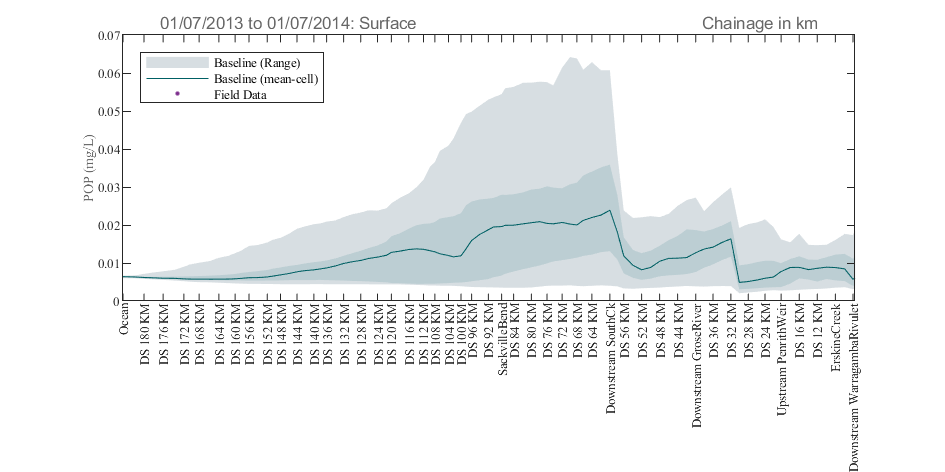 01/07/2013 to 01/07/2014: Surface
Chainage in km
0.07
0.06
0.05
0.04
0.03
0.02
0.01
0
POP (mg/L)
Baseline (Range)
Baseline (mean-cell)
Field Data
Ocean
DS 180 KM
DS 176 KM
DS 172 KM
DS 168 KM
DS 164 KM
DS 160 KM
DS 156 KM
DS 152 KM
DS 148 KM
DS 140 KM
DS 136 KM
DS 132 KM
DS 128 KM
DS 124 KM
DS 120 KM
DS 116 KM
DS 112 KM
DS 108 KM
DS 104 KM
DS 100 KM
DS 96 KM
DS 92 KM
SackvilleBend
DS 84 KM
DS 80 KM
DS 76 KM
DS 72 KM
DS 68 KM
DS 64 KM
Downstream SouthCk
DS 56 KM
DS 52 KM
DS 48 KM
DS 44 KM
Downstream GroseRiver
DS 36 KM
DS 32 KM
DS 28 KM
DS 24 KM
Upstream PenrithWeir
DS 16 KM
DS 12 KM
ErskineCreek
Downstream WarragambaRivulet